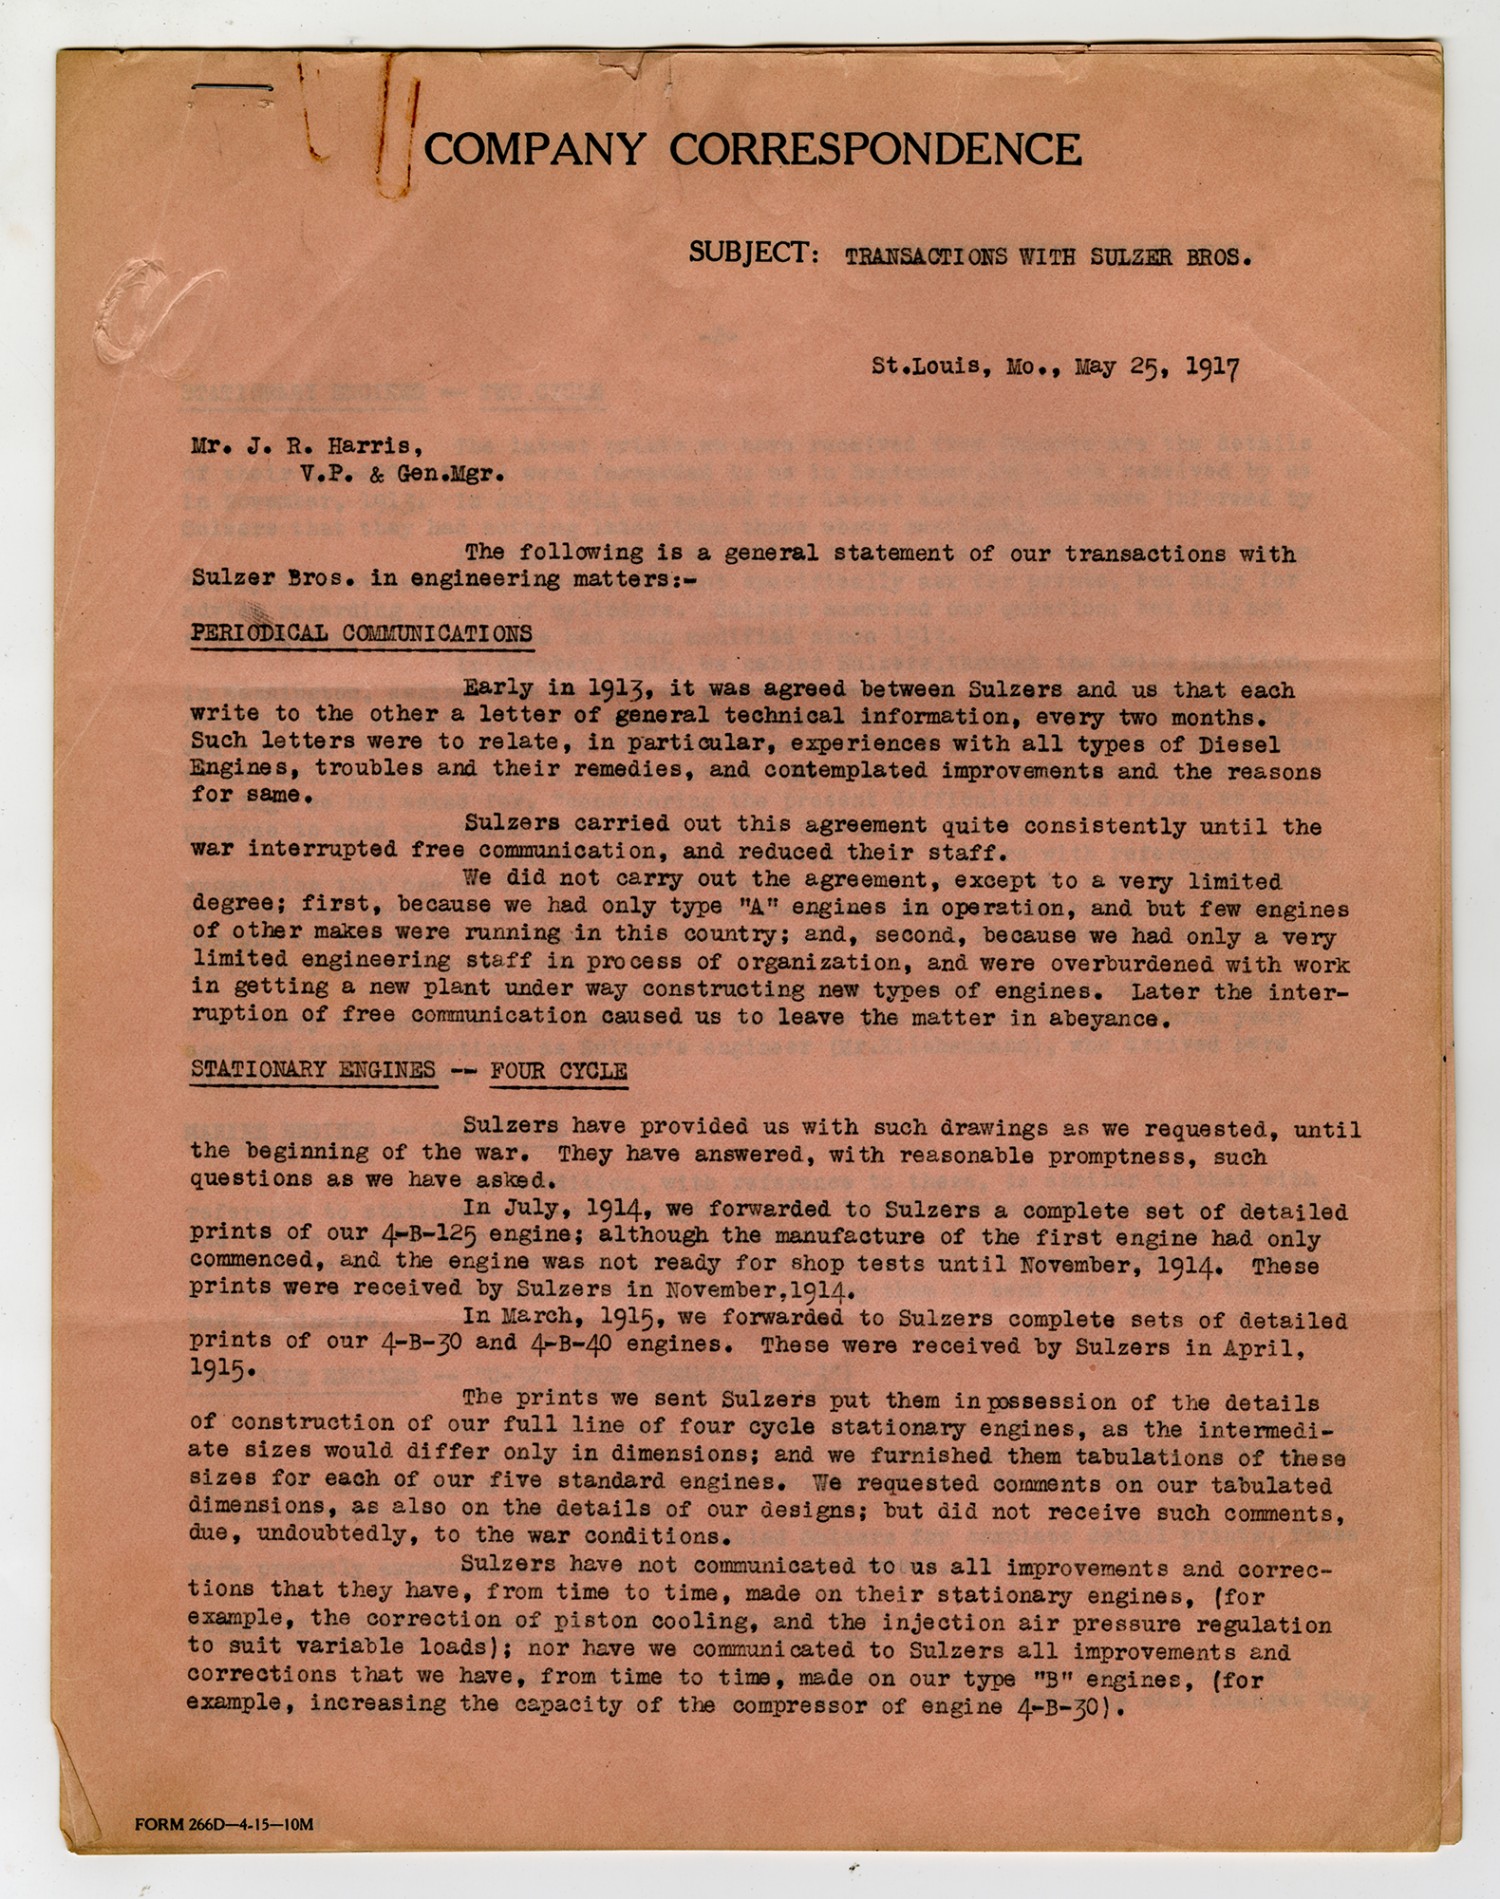 COMPANY CORRESPONDENCE
SUBJECT: TRANSACTIONS WITH SULZER BROS.
St.Louis, Mo., May 25, 1917
Mr. J. R. Harris,
V.P. & Gen.Mgr.
The following is a general statement of our transactions with
Sulzer Bros. in engineering matters:-
PERIODICAL COMMUNICATIONS
Early in 1913, it was agreed between Sulzers and us that each
write to the other a letter of general technical information, every two months.
Such letters were to relate, in particular, experiences with all types of Diesel
Engines, troubles and their remedies, and contemplated improvements and the reasons
for same.
Sulzers carried out this agreement quite consistently until the
war interrupted free communication, and reduced their staff.
We did not carry out the agreement, except to a very limited
degree; first, because we had only type "A" engines in operation, and but few engines
of other makes were running in this country; and, second, because we had only a very
limited engineering staff in process of organization, and were overburdened with work
in getting a new plant under way constructing new types of engines. Later the inter-
ruption of free communication caused us to leave the matter in abeyance.
STATIONARY ENGINES -- FOUR CYCLE
Sulzers have provided us with such drawings as we requested, until
the beginning of the war. They have answered, with reasonable promptness, such
questions as we have asked.
In July, 1914, we forwarded to Sulzers a complete set of detailed
prints of our 4-B-125 engine; although the manufacture of the first engine had only
commenced, and the engine was not ready for shop tests until November, 1914. These
prints were received by Sulzers in November,1914.
In March, 1915, we forwarded to Sulzers complete sets of detailed
prints of our 4-B-30 and 4-B-40 engines. These were received by Sulzers in April,
1915.
The prints we sent Sulzers put them in possession of the details
of construction of our full line of four cycle stationary engines, as the intermedi-
ate sizes would differ only in dimensions; and we furnished them tabulations of these
sizes for each of our five standard engines. We requested comments on our tabulated
dimensions, as also on the details of our designs; but did not receive such comments,
due, undoubtedly, to the war conditions.
Sulzers have not communicated to us all improvements and correc-
tions that they have, from time to time, made on their stationary engines, (for
example, the correction of piston cooling, and the injection air pressure regulation
to suit variable loads); nor have we communicated to Sulzers all improvements and
corrections that we have, from time to time, made on our type "B" engines, (for
example, increasing the capacity of the compressor of engine 4-B-30).
FORM 266D—4-15—10M